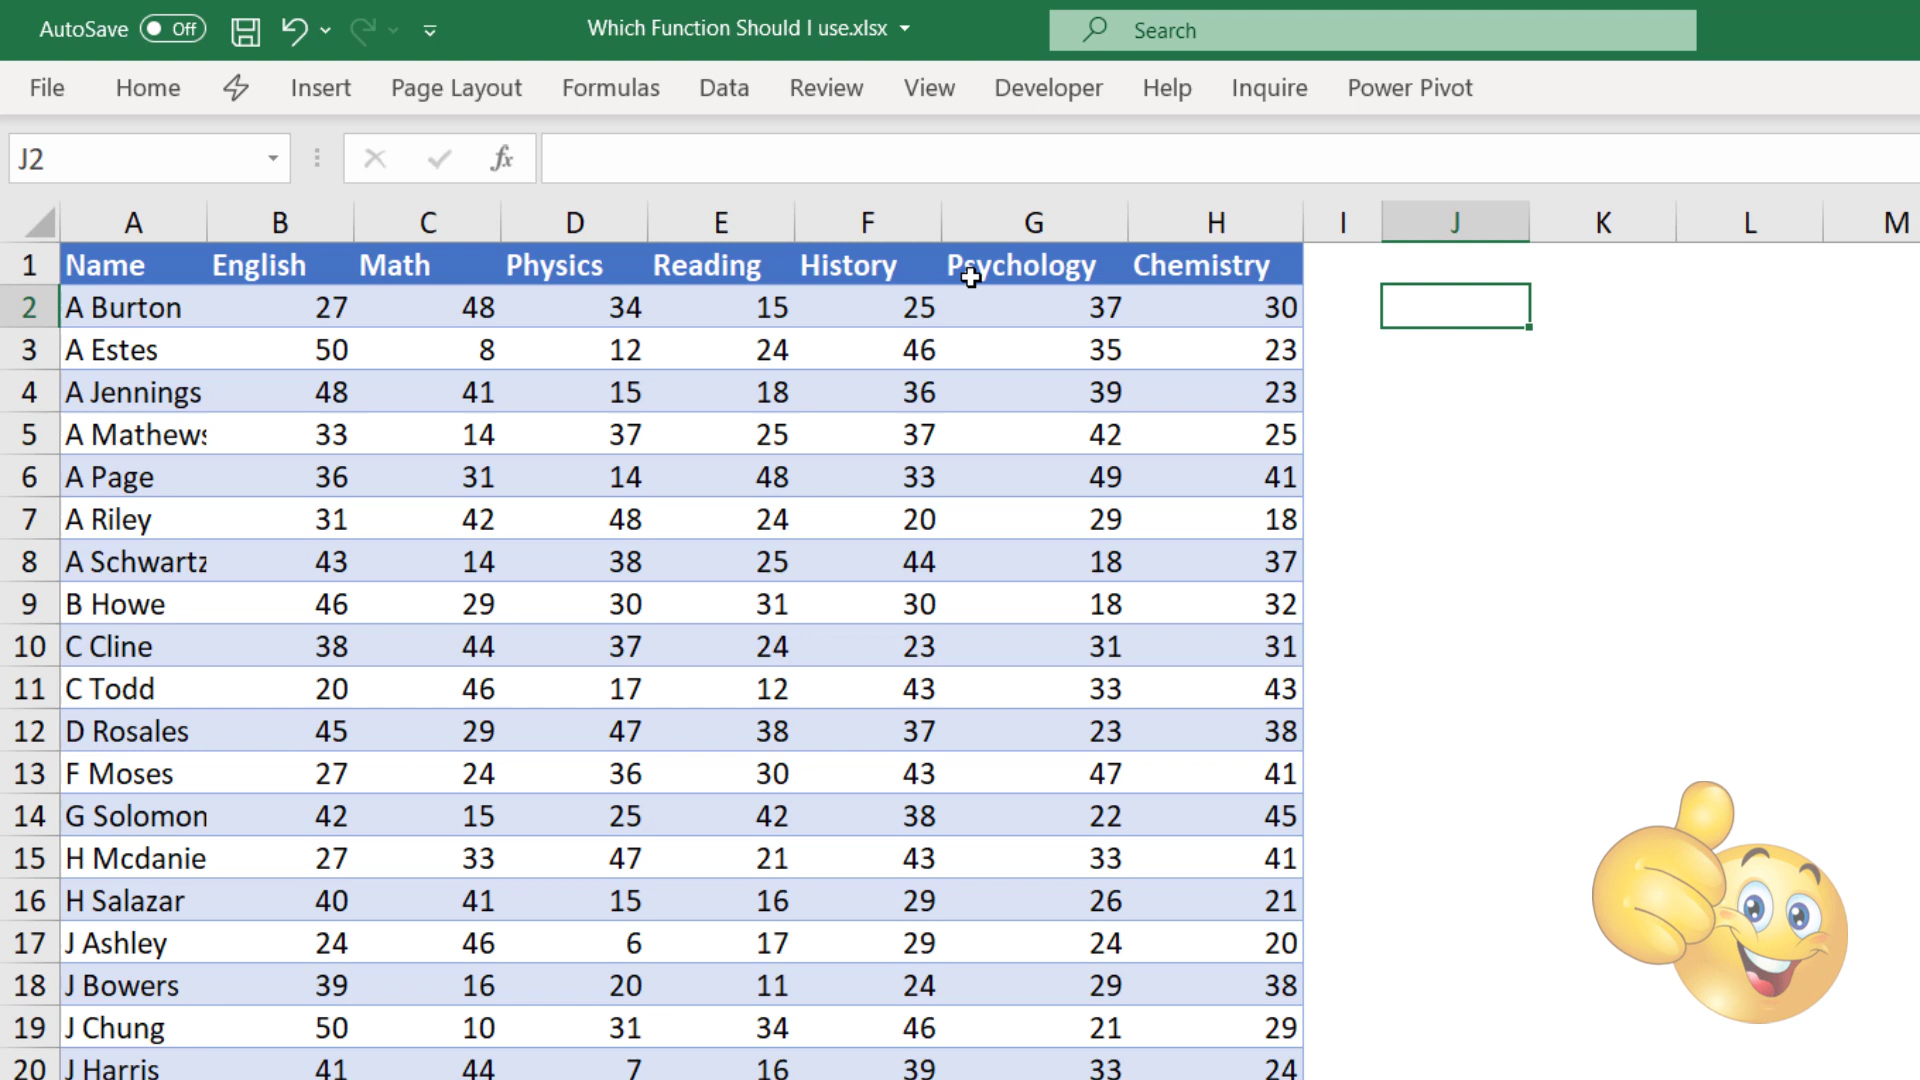 AutoSave Off Which Function Should I use.xlsx Search
File Home Insert Page Layout Formulas Data Review View Developer Help Inquire Power Pivot
J2 fx
A B C D E F G H I J K L M
1 Name English Math Physics Reading History Psychology Chemistry
2 A Burton 27 48 34 15 25 37 30
3 A Estes 50 8 12 24 46 35 23
4 A Jennings 48 41 15 18 36 39 23
5 A Mathews 33 14 37 25 37 42 25
6 A Page 36 31 14 48 33 49 41
7 A Riley 31 42 48 24 20 29 18
8 A Schwartz 43 14 38 25 44 18 37
9 B Howe 46 29 30 31 30 18 32
10 C Cline 38 44 37 24 23 31 31
11 C Todd 20 46 17 12 43 33 43
12 D Rosales 45 29 47 38 37 23 38
13 F Moses 27 24 36 30 43 47 41
14 G Solomon 42 15 25 42 38 22 45
15 H Mcdanie 27 33 47 21 43 33 41
16 H Salazar 40 41 15 16 29 26 21
17 J Ashley 24 46 6 17 29 24 20
18 J Bowers 39 16 20 11 24 29 38
19 J Chung 50 10 31 34 46 21 29
20 J Harris 41 44 7 16 39 33 24